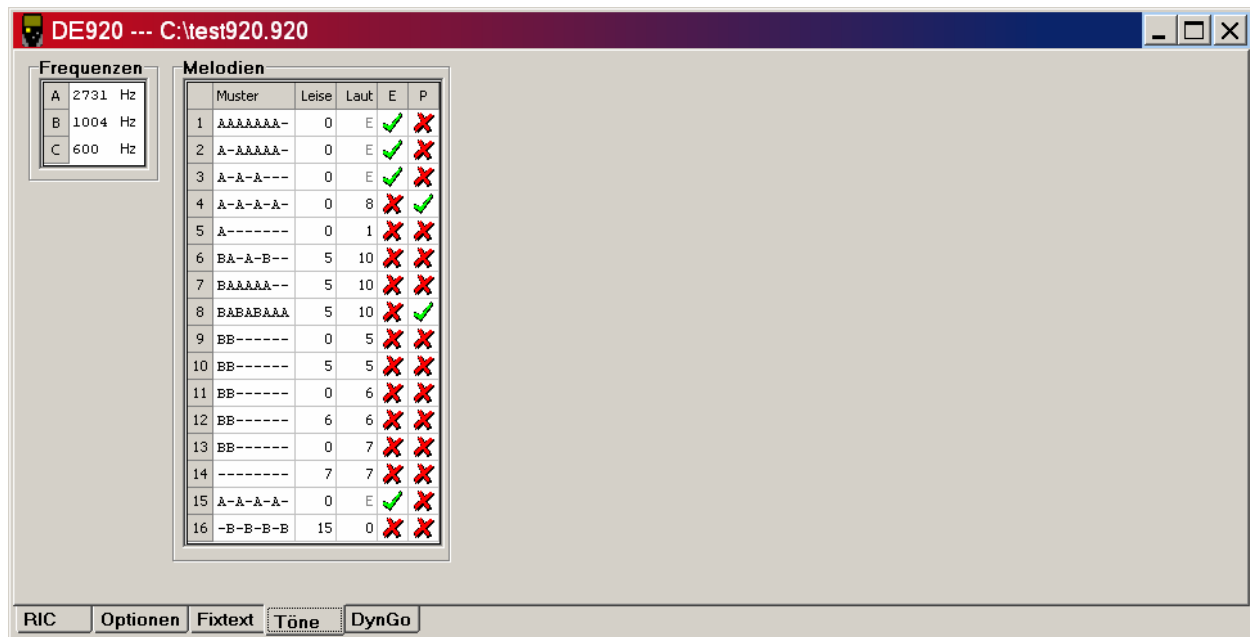 DE920 --- C:\test920.920
Frequenzen
A 2731 Hz
B 1004 Hz
C 600 Hz
Melodien
Muster Leise Laut E P
1 AAAAAAA- 0 E
2 A-AAAAA- 0 E
3 A-A-A--- 0 E
4 A-A-A-A- 0 8
5 A------- 0 1
6 BA-A-B-- 5 10
7 BAAAAA-- 5 10
8 BABABAAA 5 10
9 BB------ 0 5
10 BB------ 5 5
11 BB------ 0 6
12 BB------ 6 6
13 BB------ 0 7
14 -------- 7 7
15 A-A-A-A- 0 E
16 -B-B-B-B 15 0
RIC Optionen Fixtext Töne DynGo